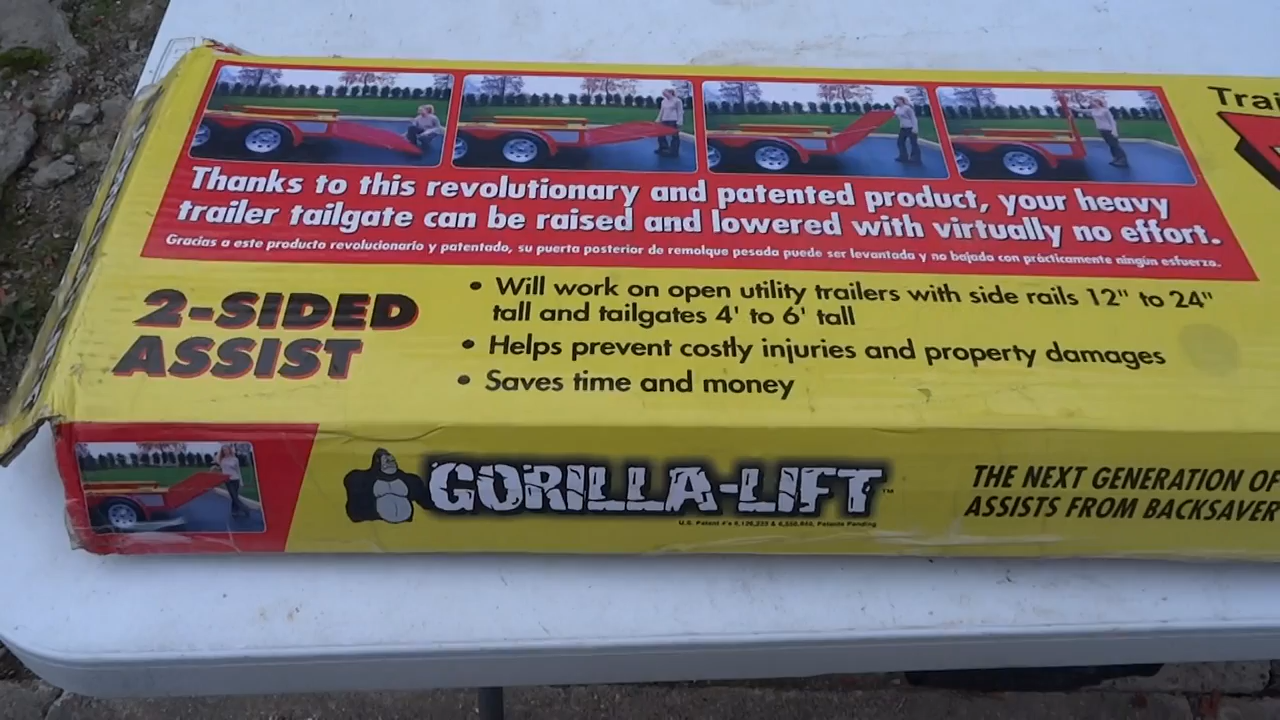 Trai
Thanks to this revolutionary and patented product, your heavy
trailer tailgate can be raised and lowered with virtually no effort.
Gracias a este producto revolucionario y patentado, su puerta posterior de remolque pesada puede ser levantada y no bajada con prácticamente ningún esfuerzo.
2-SIDED
ASSIST
• Will work on open utility trailers with side rails 12" to 24"
tall and tailgates 4' to 6' tall
• Helps prevent costly injuries and property damages
• Saves time and money
GORILLA-LIFT™
U.S. Patent #'s & Patents Pending
THE NEXT GENERATION OF
ASSISTS FROM BACKSAVER